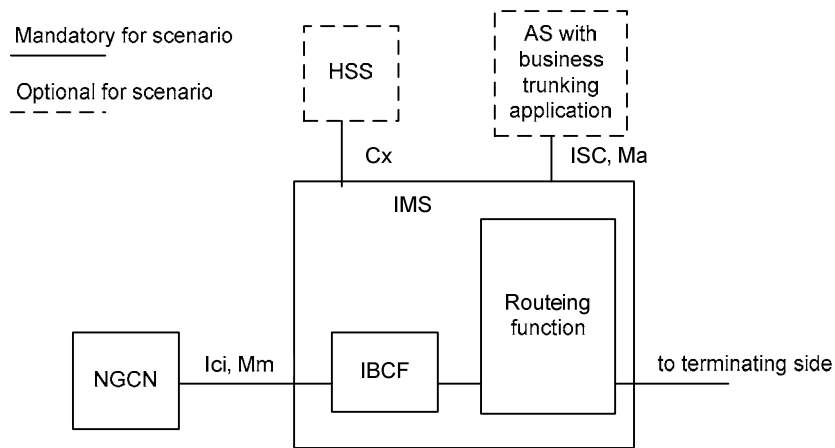 Mandatory for scenario
Optional for scenario
HSS
AS with
business
trunking
application
Cx
ISC, Ma
IMS
Routeing
function
NGCN
Ici, Mm
IBCF
to terminating side